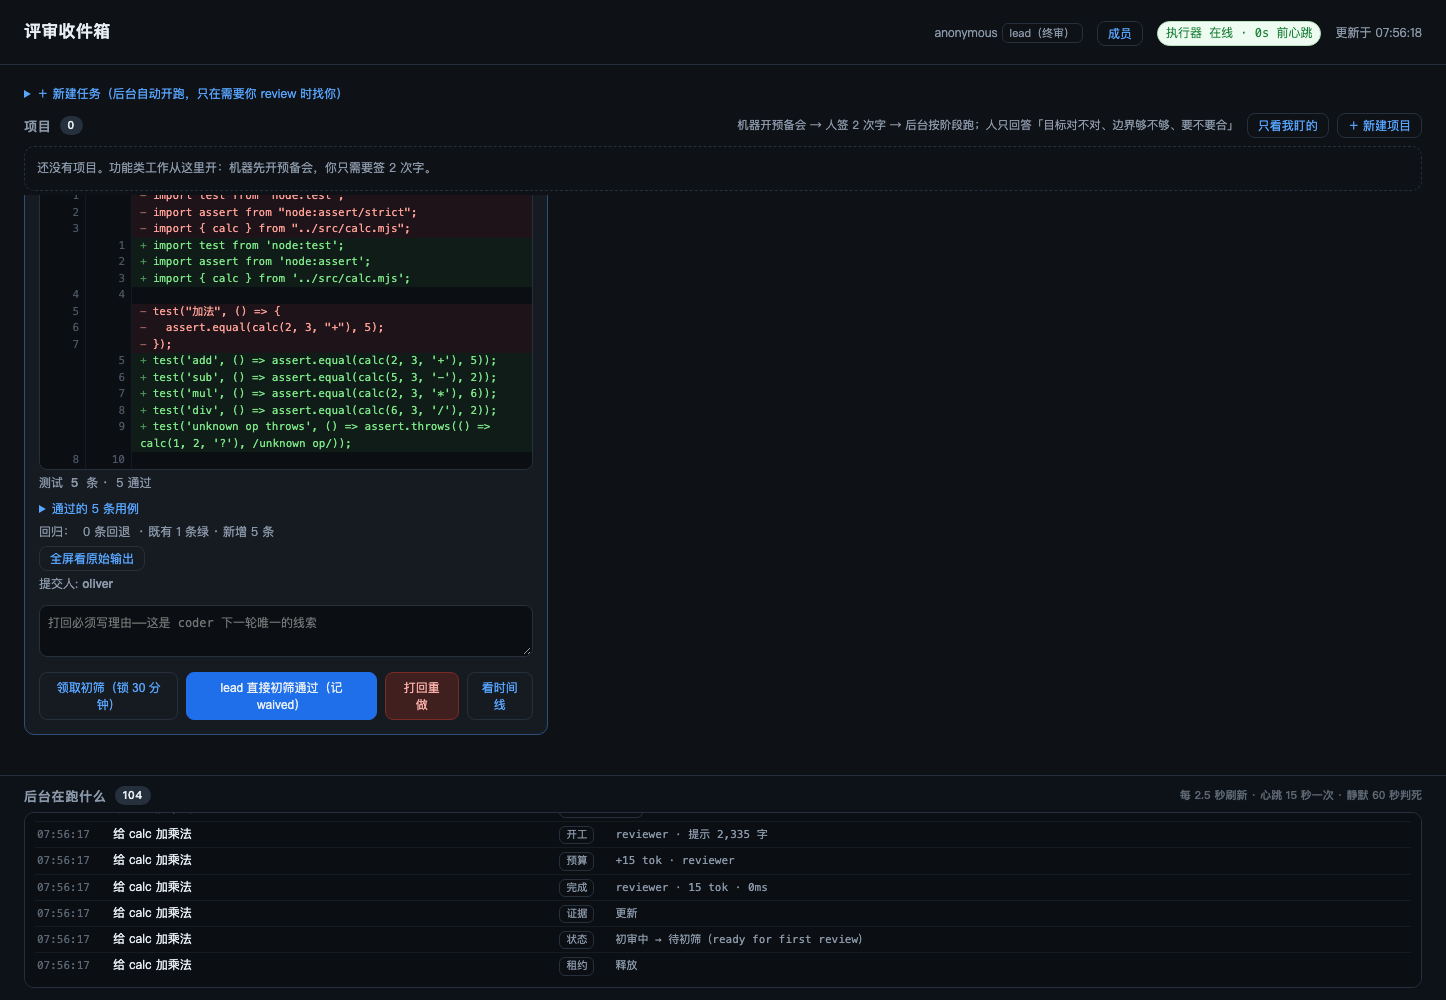 评审收件箱
anonymous lead（终审） 成员 执行器 在线 · 0s 前心跳 更新于 07:56:18
▶ ＋ 新建任务（后台自动开跑，只在需要你 review 时找你）
项目 0 机器开预备会 → 人签 2 次字 → 后台按阶段跑；人只回答「目标对不对、边界够不够、要不要合」 只看我盯的 ＋ 新建项目
还没有项目。功能类工作从这里开：机器先开预备会，你只需要签 2 次字。
1 - import test from "node:test";
2 - import assert from "node:assert/strict";
3 - import { calc } from "../src/calc.mjs";
1 + import test from 'node:test';
2 + import assert from 'node:assert';
3 + import { calc } from '../src/calc.mjs';
4 4
5 - test("加法", () => {
6 -   assert.equal(calc(2, 3, "+"), 5);
7 - });
5 + test('add', () => assert.equal(calc(2, 3, '+'), 5));
6 + test('sub', () => assert.equal(calc(5, 3, '-'), 2));
7 + test('mul', () => assert.equal(calc(2, 3, '*'), 6));
8 + test('div', () => assert.equal(calc(6, 3, '/'), 2));
9 + test('unknown op throws', () => assert.throws(() =>
calc(1, 2, '?'), /unknown op/));
8 10
测试 5 条 · 5 通过
▶ 通过的 5 条用例
回归： 0 条回退 · 既有 1 条绿 · 新增 5 条
全屏看原始输出
提交人: oliver
打回必须写理由——这是 coder 下一轮唯一的线索
领取初筛（锁 30 分钟）
lead 直接初筛通过（记 waived）
打回重做
看时间线
后台在跑什么 104 每 2.5 秒刷新 · 心跳 15 秒一次 · 静默 60 秒判死
07:56:17 给 calc 加乘法 开工 reviewer · 提示 2,335 字
07:56:17 给 calc 加乘法 预算 +15 tok · reviewer
07:56:17 给 calc 加乘法 完成 reviewer · 15 tok · 0ms
07:56:17 给 calc 加乘法 证据 更新
07:56:17 给 calc 加乘法 状态 初审中 → 待初筛（ready for first review）
07:56:17 给 calc 加乘法 租约 释放